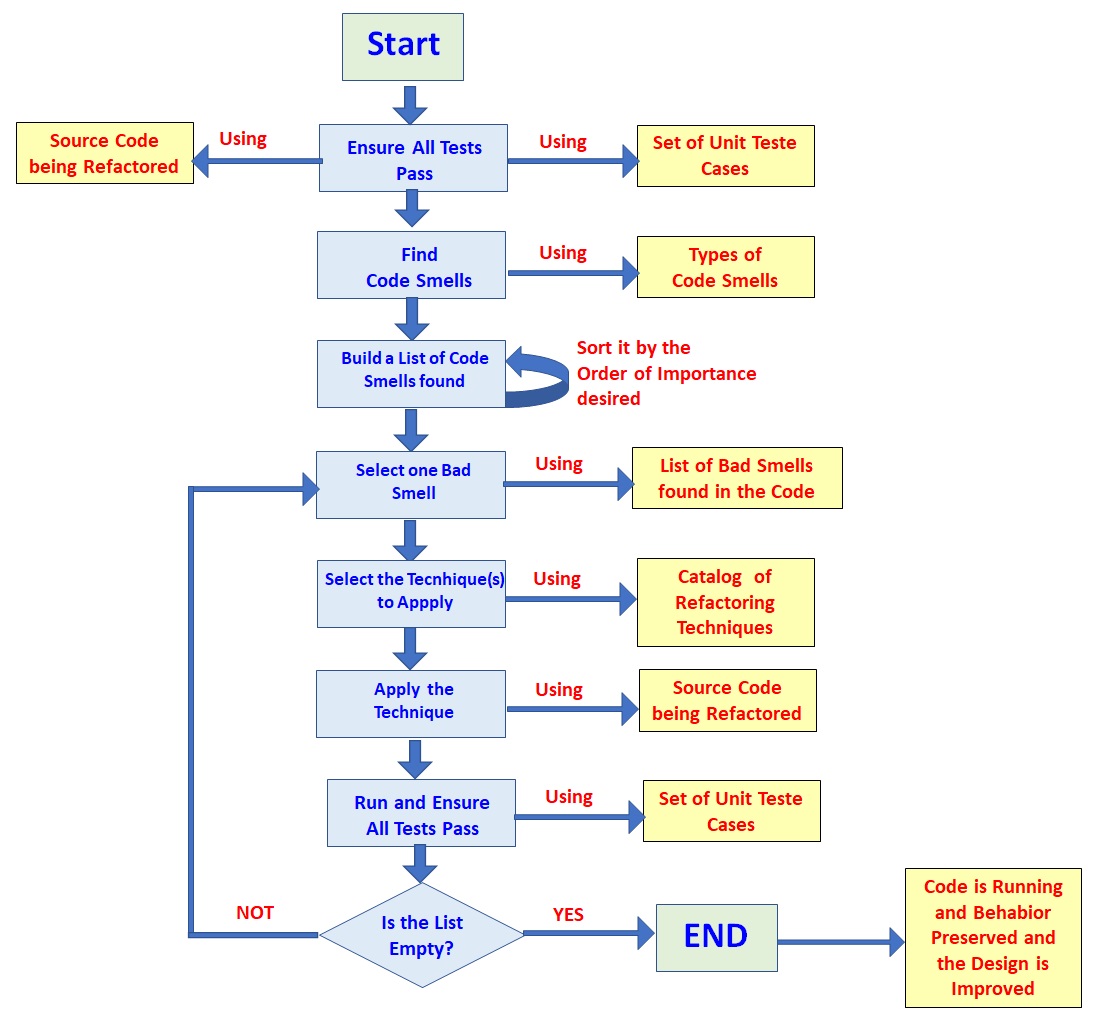 Start
Source Code
being Refactored
Using
Ensure All Tests
Pass
Using
Set of Unit Teste
Cases
Find
Code Smells
Using
Types of
Code Smells
Build a List of Code
Smells found
Sort it by the
Order of Importance
desired
Select one Bad
Smell
Using
List of Bad Smells
found in the Code
Select the Tecnhique(s)
to Appply
Using
Catalog of
Refactoring
Techniques
Apply the
Technique
Using
Source Code
being Refactored
Run and Ensure
All Tests Pass
Using
Set of Unit Teste
Cases
NOT
Is the List
Empty?
YES
END
Code is Running
and Behabior
Preserved and
the Design is
Improved